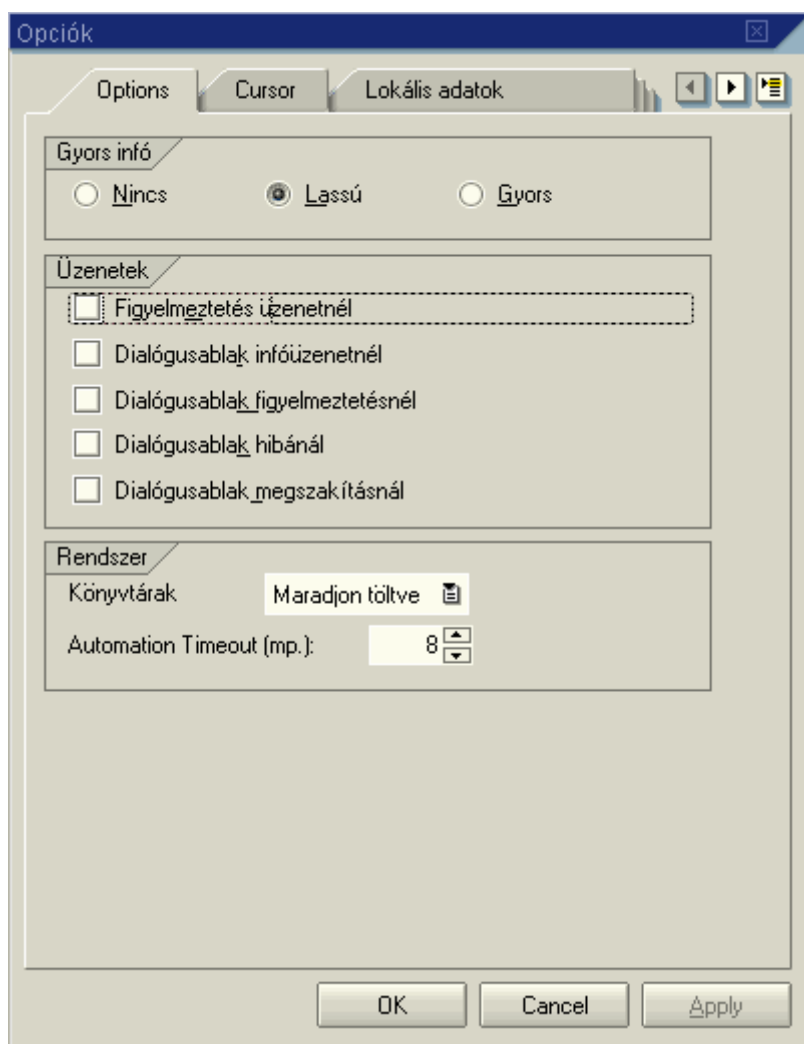 Opciók
Options Cursor Lokális adatok
Gyors infó
Nincs Lassú Gyors
Üzenetek
Figyelmeztetés üzenetnél
Dialógusablak infóüzenetnél
Dialógusablak figyelmeztetésnél
Dialógusablak hibánál
Dialógusablak megszakításnál
Rendszer
Könyvtárak Maradjon töltve
Automation Timeout (mp.): 8
OK Cancel Apply